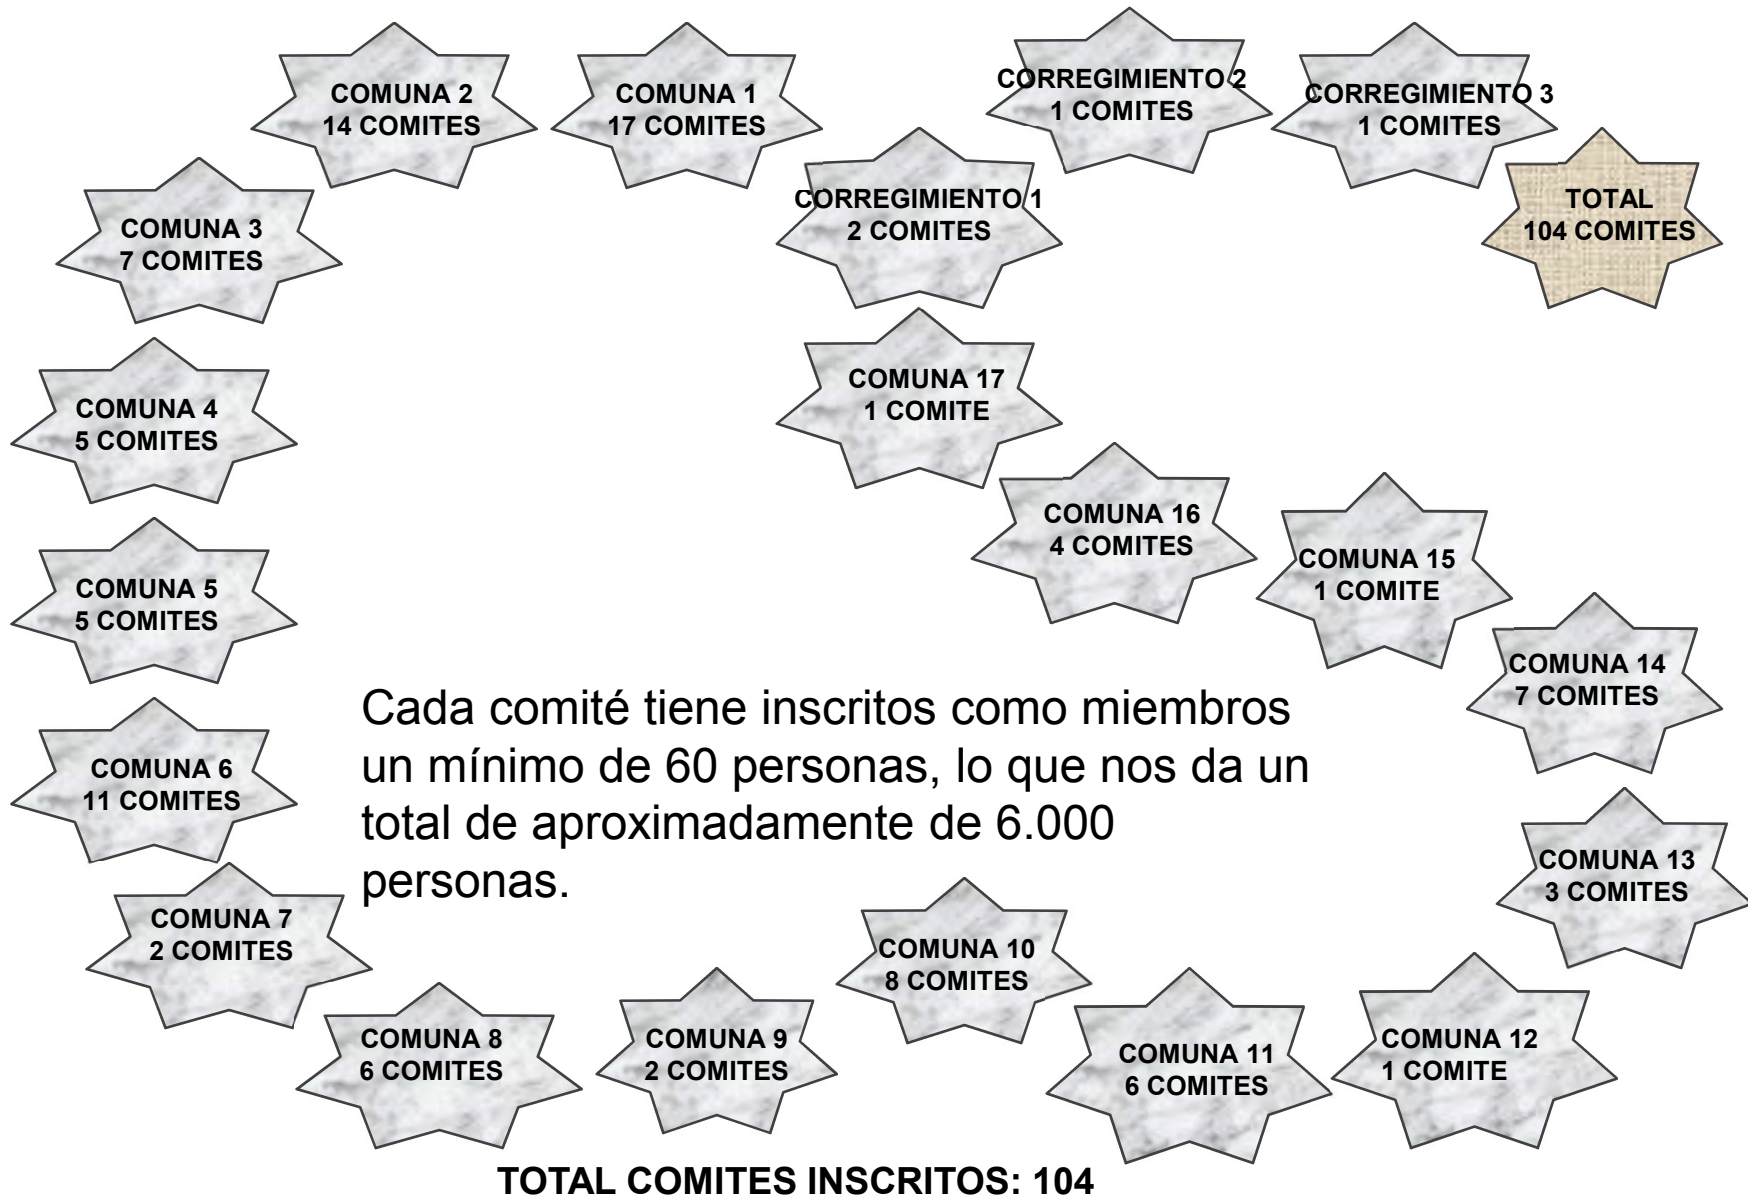 CORREGIMIENTO 2
1 COMITES
COMUNA 2
14 COMITES
COMUNA 1
17 COMITES
CORREGIMIENTO 3
1 COMITES
CORREGIMIENTO 1
2 COMITES
TOTAL
104 COMITES
COMUNA 3
7 COMITES
COMUNA 17
1 COMITE
COMUNA 4
5 COMITES
COMUNA 16
4 COMITES
COMUNA 15
1 COMITE
COMUNA 5
5 COMITES
COMUNA 14
7 COMITES
Cada comité tiene inscritos como miembros
un mínimo de 60 personas, lo que nos da un
total de aproximadamente de 6.000
personas.
COMUNA 6
11 COMITES
COMUNA 13
3 COMITES
COMUNA 7
2 COMITES
COMUNA 10
8 COMITES
COMUNA 8
6 COMITES
COMUNA 9
2 COMITES
COMUNA 11
6 COMITES
COMUNA 12
1 COMITE
TOTAL COMITES INSCRITOS: 104